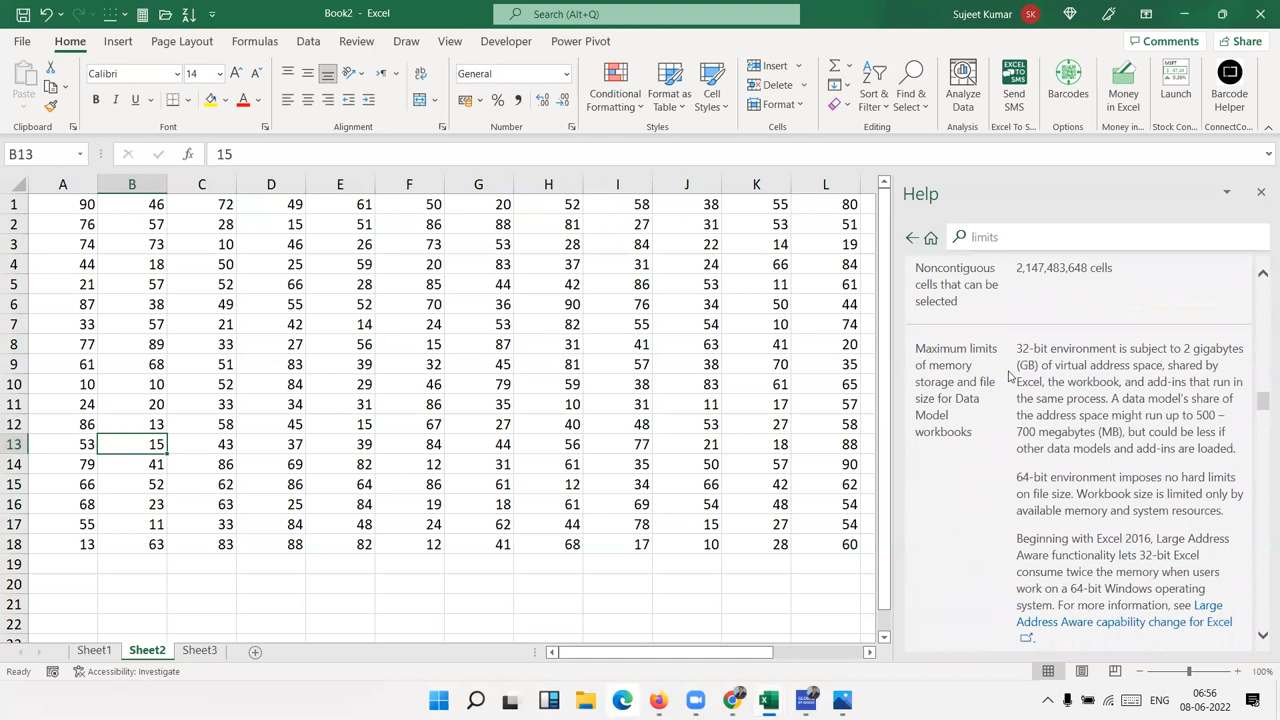 Book2 - Excel
Search (Alt+Q)
Sujeet Kumar
SK
File Home Insert Page Layout Formulas Data Review View Draw Developer Power Pivot
Comments
Share
Paste
Clipboard
Calibri
14
B I U
Font
Alignment
General
Number
Conditional Formatting
Format as Table
Cell Styles
Styles
Insert
Delete
Format
Cells
Sort & Filter
Find & Select
Editing
Analyze Data
Analysis
Send SMS
Excel To S...
Barcodes
Options
Money in Excel
Money in...
Launch
Stock Con...
Barcode Helper
ConnectCo...
B13
fx
15
A B C D E F G H I J K L
1 90 46 72 49 61 50 20 52 58 38 55 80
2 76 57 28 15 51 86 88 81 27 31 53 51
3 74 73 10 46 26 73 53 28 84 22 14 19
4 44 18 50 25 59 20 83 37 31 24 66 84
5 21 57 52 66 28 85 44 42 86 53 11 61
6 87 38 49 55 52 70 36 90 76 34 50 44
7 33 57 21 42 14 24 53 82 55 54 10 74
8 77 89 33 27 56 15 87 31 41 63 41 20
9 61 68 51 83 39 32 45 81 57 38 70 35
10 10 10 52 34 29 46 79 59 38 83 61 65
11 24 20 33 34 31 86 35 10 31 11 17 57
12 86 13 58 45 15 67 27 40 48 53 27 58
13 53 15 43 37 39 84 44 56 77 21 18 88
14 79 41 86 69 82 12 31 61 35 50 57 90
15 66 52 62 86 64 86 61 12 34 66 42 62
16 68 23 63 25 84 19 18 61 69 54 48 54
17 55 11 33 84 48 24 62 44 78 15 27 54
18 13 63 83 88 82 12 41 68 17 10 28 60
19
20
21
22
Help
limits
Noncontiguous
cells that can be
selected
2,147,483,648 cells
Maximum limits
of memory
storage and file
size for Data
Model
workbooks
32-bit environment is subject to 2 gigabytes
(GB) of virtual address space, shared by
Excel, the workbook, and add-ins that run in
the same process. A data model's share of
the address space might run up to 500 –
700 megabytes (MB), but could be less if
other data models and add-ins are loaded.
64-bit environment imposes no hard limits
on file size. Workbook size is limited only by
available memory and system resources.
Beginning with Excel 2016, Large Address
Aware functionality lets 32-bit Excel
consume twice the memory when users
work on a 64-bit Windows operating
system. For more information, see Large
Address Aware capability change for Excel
.
Sheet1 Sheet2 Sheet3
Ready
Accessibility: Investigate
100%
ENG
06:56
08-06-2022